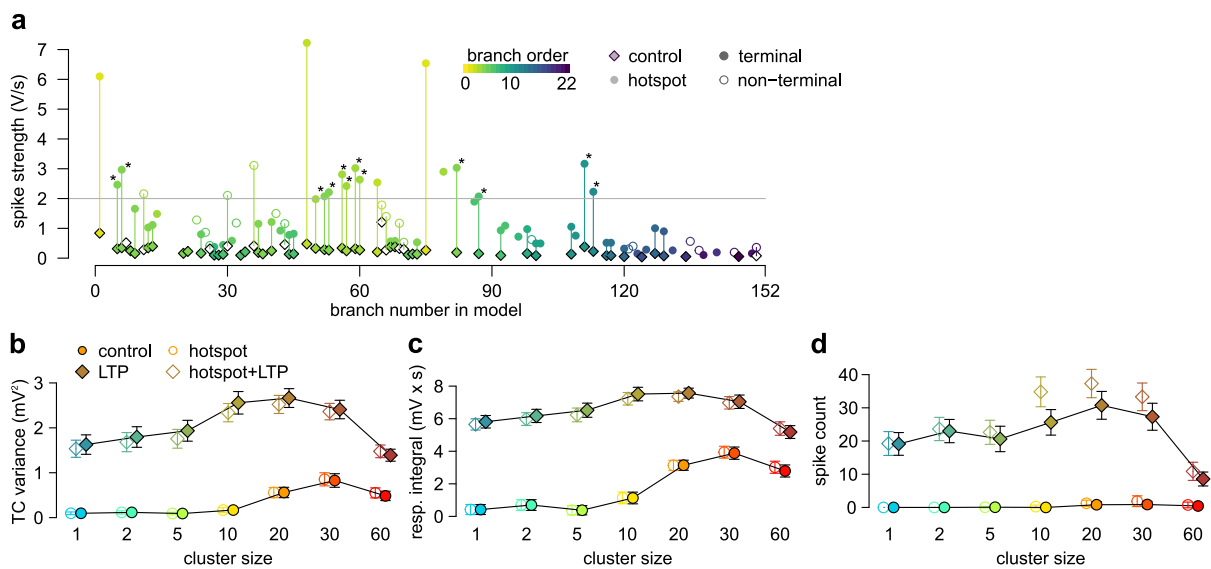 a
7
6
5
4
3
2
1
0
spike strength (V/s)
branch order
0 10 22
control
hotspot
terminal
non−terminal
* * * * * * * * * * * *
0 30 60 90 120 152
branch number in model
b
control
LTP
hotspot
hotspot+LTP
3
2
1
0
TC variance (mV²)
1 2 5 10 20 30 60
cluster size
c
8
6
4
2
0
resp. integral (mV x s)
1 2 5 10 20 30 60
cluster size
d
40
30
20
10
0
spike count
1 2 5 10 20 30 60
cluster size